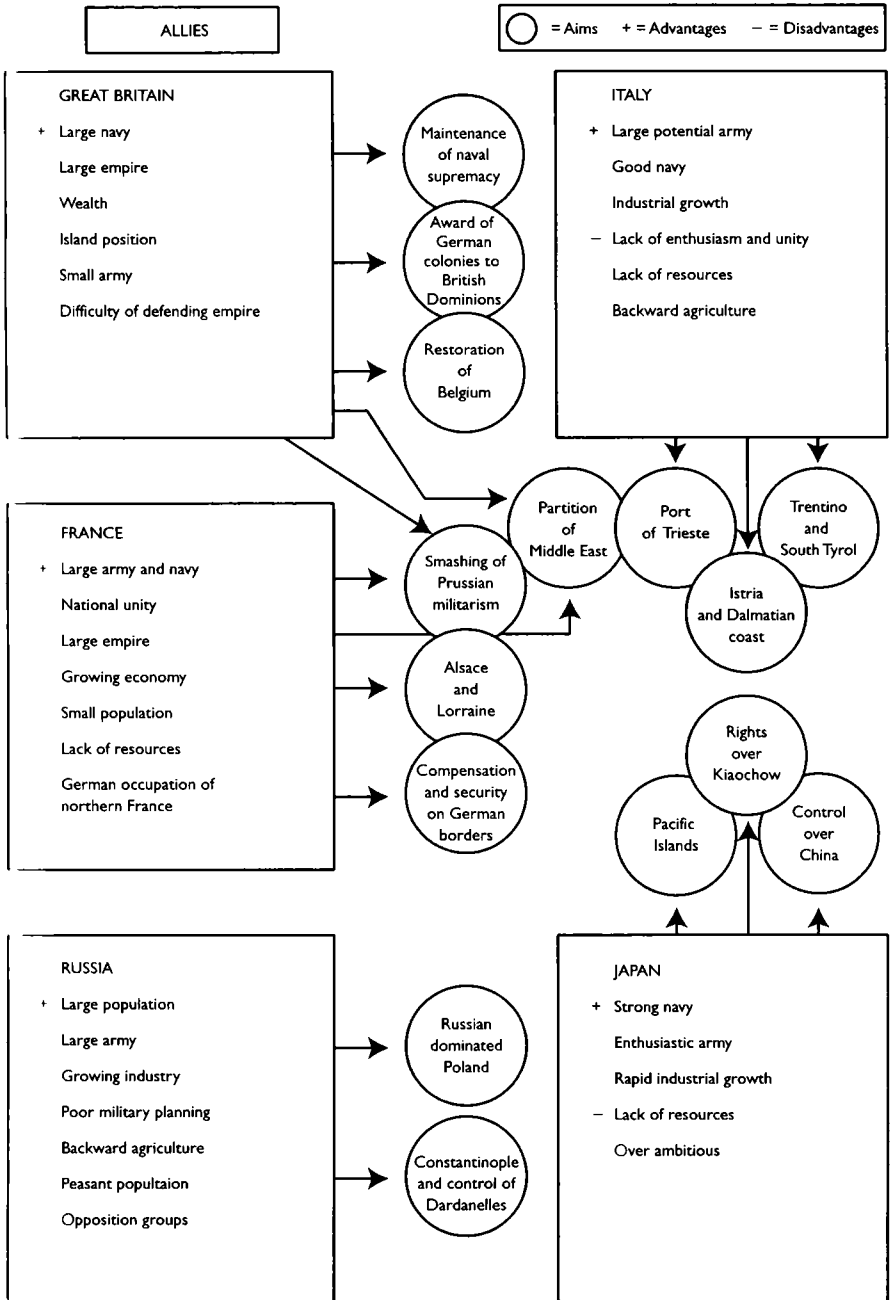 ALLIES
= Aims + = Advantages − = Disadvantages
GREAT BRITAIN
+ Large navy
Large empire
Wealth
Island position
Small army
Difficulty of defending empire
Maintenance
of naval
supremacy
Award of
German
colonies to
British
Dominions
Restoration
of
Belgium
ITALY
+ Large potential army
Good navy
Industrial growth
− Lack of enthusiasm and unity
Lack of resources
Backward agriculture
Partition
of
Middle East
Port
of Trieste
Trentino
and
South Tyrol
Istria
and Dalmatian
coast
FRANCE
+ Large army and navy
National unity
Large empire
Growing economy
Small population
Lack of resources
German occupation of
northern France
Smashing of
Prussian
militarism
Alsace
and
Lorraine
Compensation
and security
on German
borders
Rights
over
Kiaochow
Pacific
Islands
Control
over
China
RUSSIA
+ Large population
Large army
Growing industry
Poor military planning
Backward agriculture
Peasant popultaion
Opposition groups
Russian
dominated
Poland
Constantinople
and control of
Dardanelles
JAPAN
+ Strong navy
Enthusiastic army
Rapid industrial growth
− Lack of resources
Over ambitious